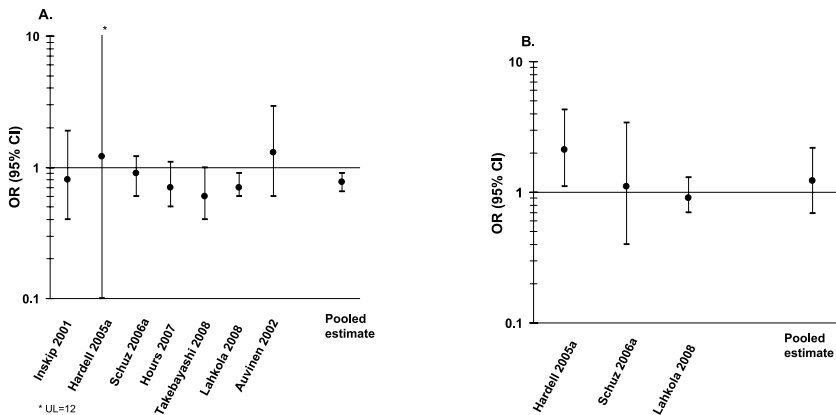 A.
*
10
1
0.1
OR (95% CI)
Inskip 2001
Hardell 2005a
Schuz 2006a
Hours 2007
Takebayashi 2008
Lahkola 2008
Auvinen 2002
Pooled
estimate
* UL=12
B.
10
1
0.1
OR (95% CI)
Hardell 2005a
Schuz 2006a
Lahkola 2008
Pooled
estimate